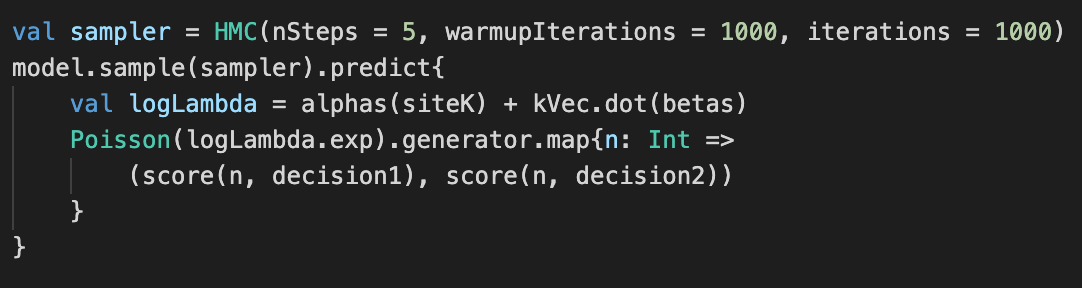 val sampler = HMC(nSteps = 5, warmupIterations = 1000, iterations = 1000)
model.sample(sampler).predict{
    val logLambda = alphas(siteK) + kVec.dot(betas)
    Poisson(logLambda.exp).generator.map{n: Int =>
        (score(n, decision1), score(n, decision2))
    }
}